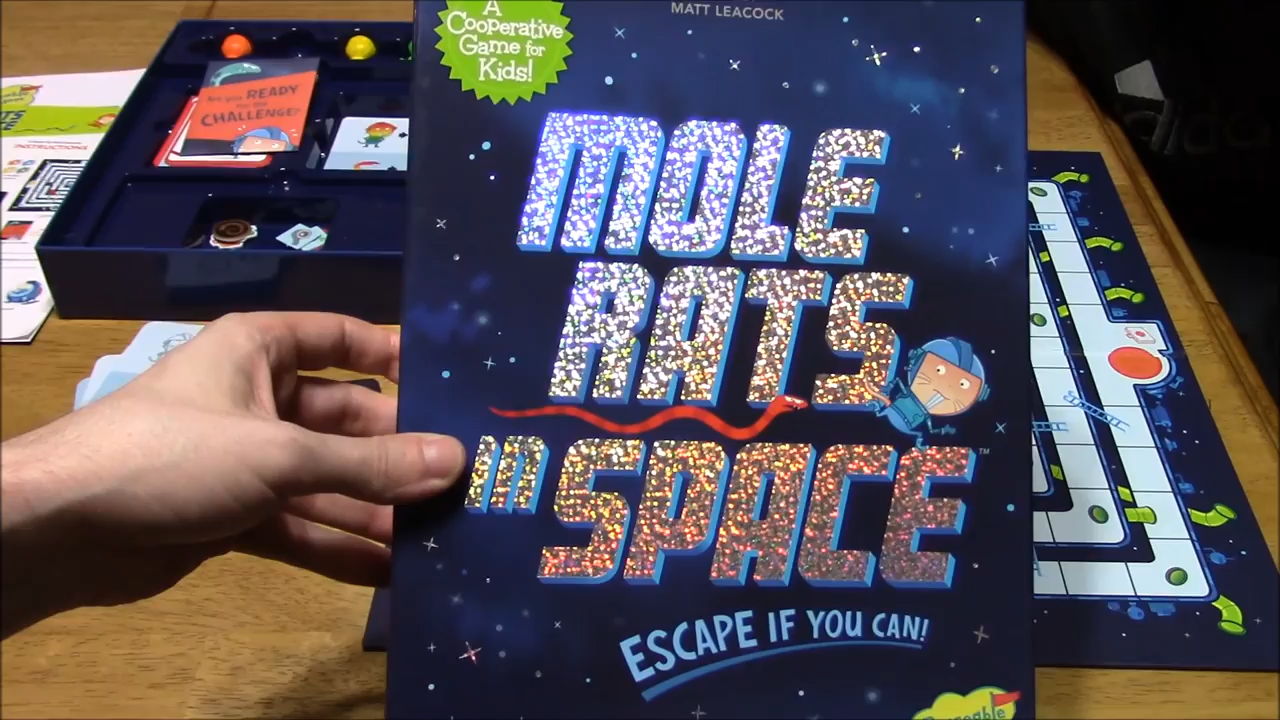 MATT LEACOCK
A
Cooperative
Game for
Kids!
MOLE
RATS
IN SPACE™
ESCAPE IF YOU CAN!
Are you READY
for the
CHALLENGE?
INSTRUCTIONS